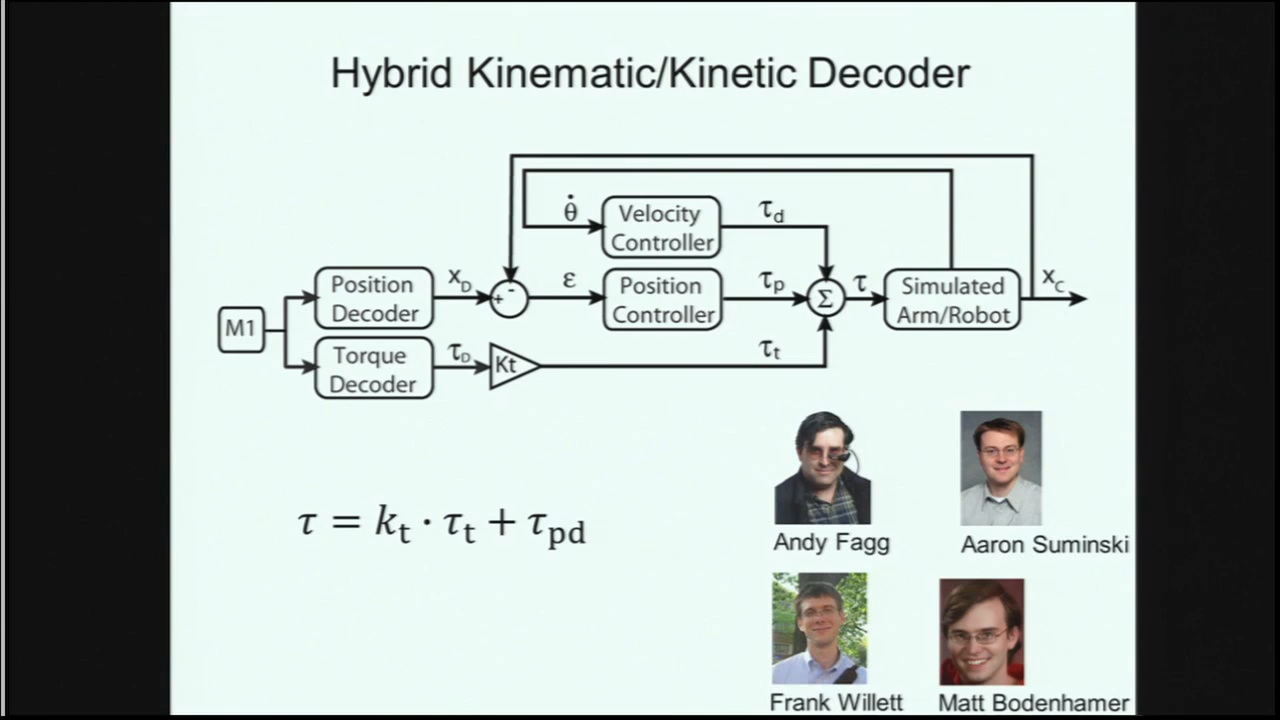 Hybrid Kinematic/Kinetic Decoder
θ̇
Velocity
Controller
τd
M1
Position
Decoder
xD
+
-
ε
Position
Controller
τp
Σ
τ
Simulated
Arm/Robot
xC
Torque
Decoder
τD
Kt
τt
τ = kt · τt + τpd
Andy Fagg
Aaron Suminski
Frank Willett
Matt Bodenhamer